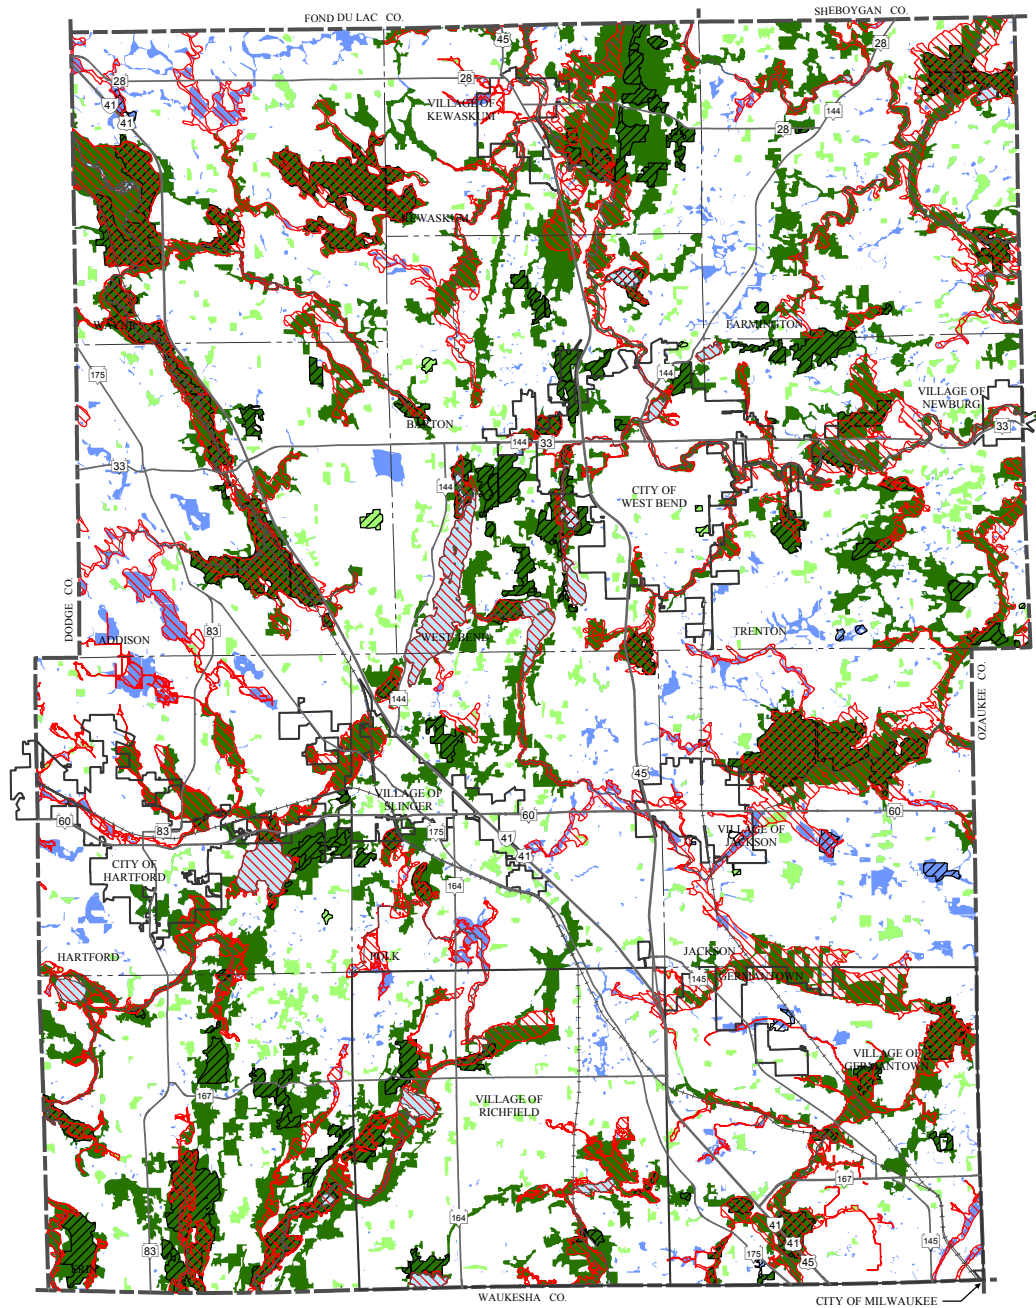 FOND DU LAC CO.
SHEBOYGAN CO.
45
28
28
28
41
41
VILLAGE OF
KEWASKUM
144
28
KEWASKUM
WAYNE
FARMINGTON
175
144
VILLAGE OF
NEWBURG
BARTON
33
144
33
33
144
CITY OF
WEST BEND
DODGE CO.
83
ADDISON
WEST BEND
TRENTON
OZAUKEE CO.
144
45
VILLAGE OF
SLINGER
60
83
175
60
41
41
60
VILLAGE OF
JACKSON
CITY OF
HARTFORD
164
HARTFORD
POLK
JACKSON
GERMANTOWN
145
VILLAGE OF
GERMANTOWN
167
VILLAGE OF
RICHFIELD
167
164
83
41
41
45
175
145
ERIN
WAUKESHA CO.
CITY OF MILWAUKEE